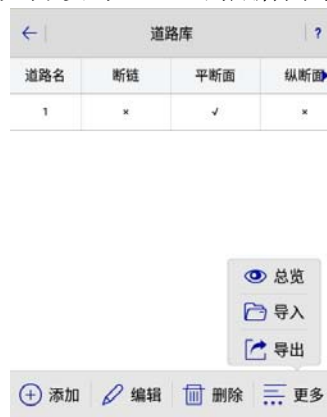 道路库 ?
道路名 断链 平断面 纵断面
1 × √ ×
总览
导入
导出
添加 编辑 删除 更多